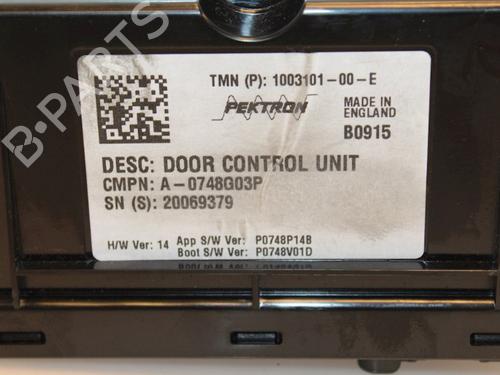 TMN (P): 1003101-00-E
PEKTRON
MADE IN
ENGLAND
B0915
DESC: DOOR CONTROL UNIT
CMPN: A-0748G03P
SN (S): 20069379
H/W Ver: 14 App S/W Ver: P0748P14B
Boot S/W Ver: P0748V01D
B-PARTS